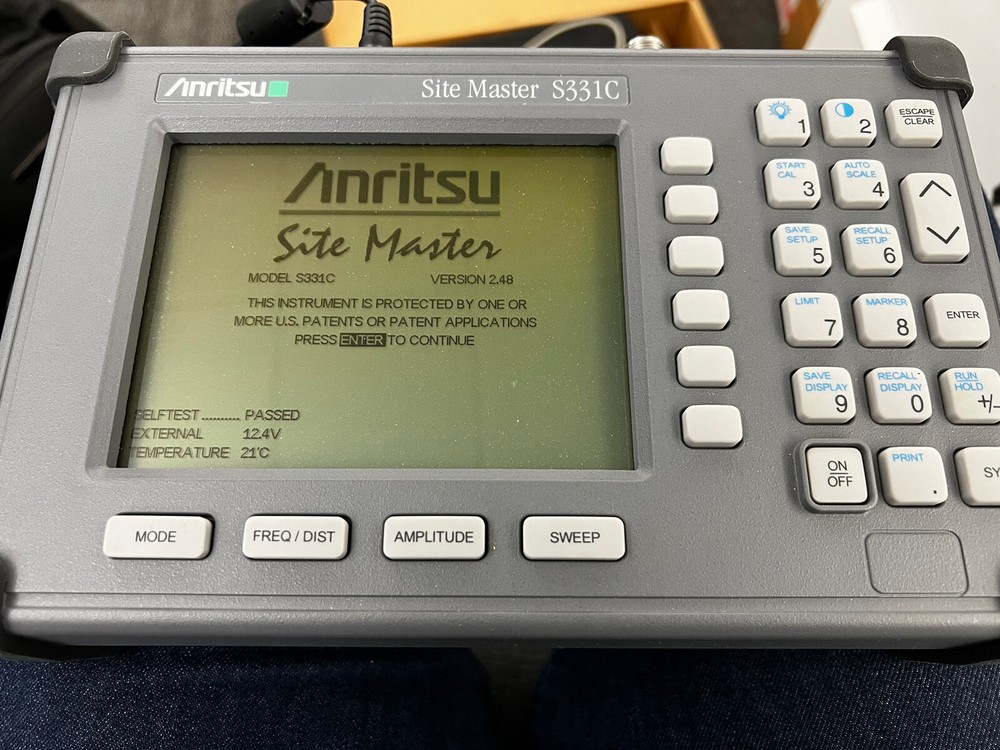 Anritsu
Site Master S331C
Anritsu
Site Master
MODEL S331C VERSION 2.48
THIS INSTRUMENT IS PROTECTED BY ONE OR
MORE U.S. PATENTS OR PATENT APPLICATIONS
PRESS ENTER TO CONTINUE
SELFTEST .......... PASSED
EXTERNAL 12.4V
TEMPERATURE 21°C
MODE
FREQ / DIST
AMPLITUDE
SWEEP
1
2
ESCAPE
CLEAR
START
CAL
3
AUTO
SCALE
4
SAVE
SETUP
5
RECALL
SETUP
6
LIMIT
7
MARKER
8
ENTER
SAVE
DISPLAY
9
RECALL
DISPLAY
0
RUN
HOLD
+/-
ON
OFF
PRINT
.
SY